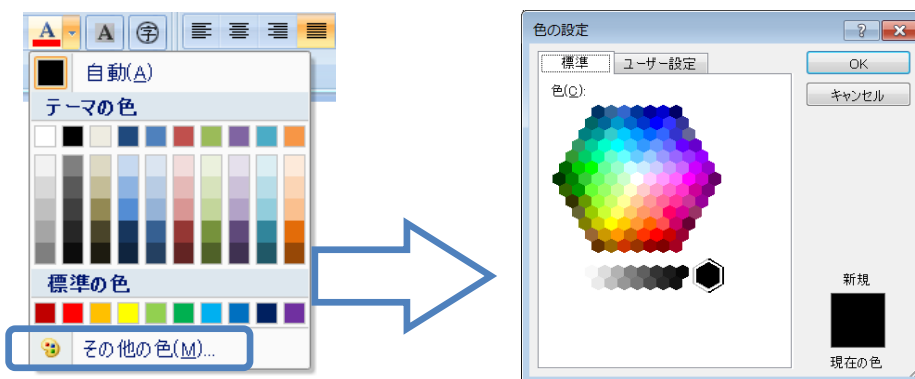 A
A
字
自動(A)
テーマの色
標準の色
その他の色(M)...
色の設定
標準
ユーザー設定
色(C):
OK
キャンセル
新規
現在の色